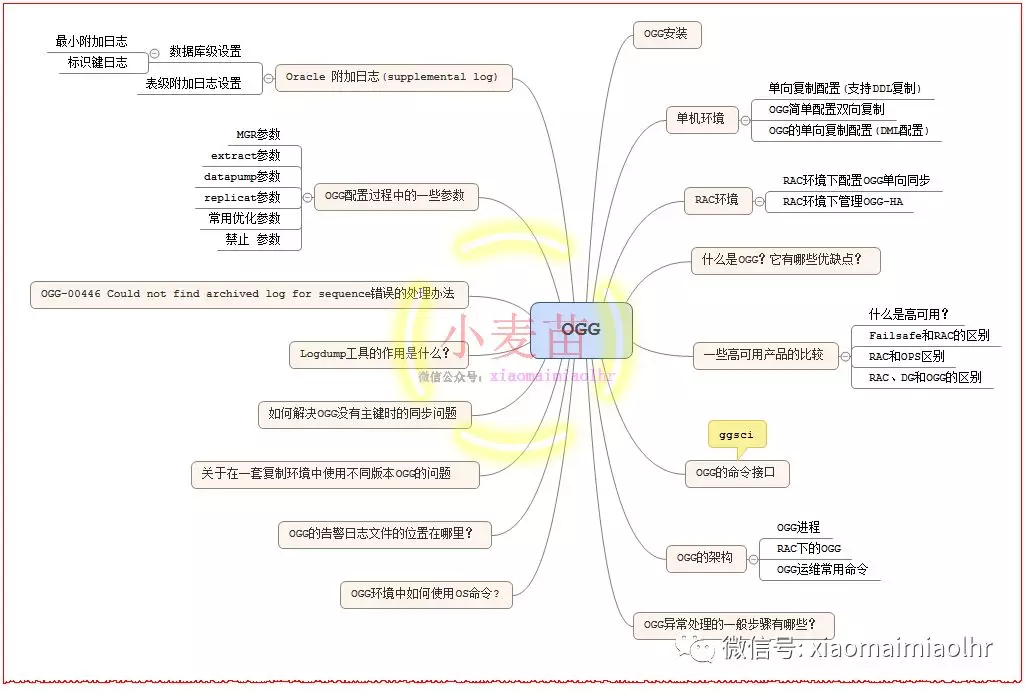 OGG安装
最小附加日志
标识键日志
数据库级设置
表级附加日志设置
Oracle 附加日志(supplemental log)
单机环境
单向复制配置(支持DDL复制)
OGG简单配置双向复制
OGG的单向复制配置(DML配置)
MGR参数
extract参数
datapump参数
replicat参数
常用优化参数
禁止 参数
OGG配置过程中的一些参数
RAC环境
RAC环境下配置OGG单向同步
RAC环境下管理OGG-HA
什么是OGG？它有哪些优缺点？
OGG-00446 Could not find archived log for sequence错误的处理办法
OGG
小麦苗
微信公众号：xiaomaimiaolhr
Logdump工具的作用是什么？
一些高可用产品的比较
什么是高可用？
Failsafe和RAC的区别
RAC和OPS区别
RAC、DG和OGG的区别
如何解决OGG没有主键时的同步问题
ggsci
OGG的命令接口
关于在一套复制环境中使用不同版本OGG的问题
OGG的告警日志文件的位置在哪里？
OGG的架构
OGG进程
RAC下的OGG
OGG运维常用命令
OGG环境中如何使用OS命令?
OGG异常处理的一般步骤有哪些？
微信号: xiaomaimiaolhr